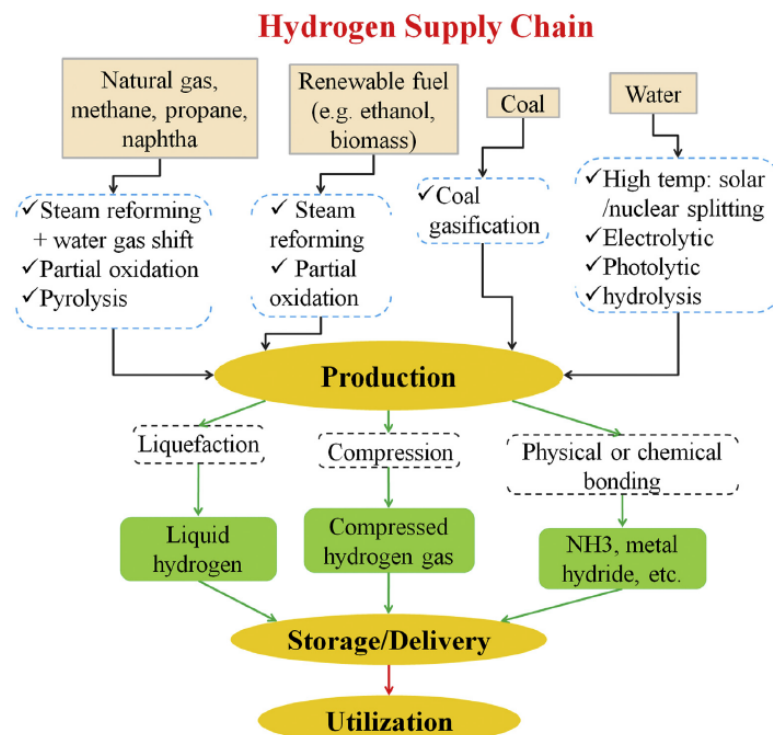 Hydrogen Supply Chain
Natural gas,
methane, propane,
naphtha
Renewable fuel
(e.g. ethanol,
biomass)
Coal
Water
✓Steam reforming
+ water gas shift
✓Partial oxidation
✓Pyrolysis
✓ Steam
reforming
✓ Partial
oxidation
✓Coal
gasification
✓High temp: solar
/nuclear splitting
✓Electrolytic
✓Photolytic
✓hydrolysis
Production
Liquefaction
Compression
Physical or chemical
bonding
Liquid
hydrogen
Compressed
hydrogen gas
NH3, metal
hydride, etc.
Storage/Delivery
Utilization